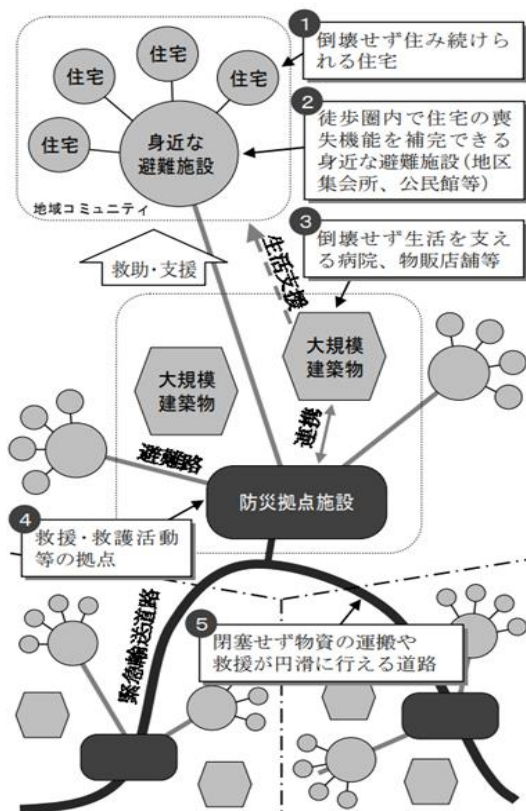 1
倒壊せず住み続けら
れる住宅
住宅
住宅
住宅
住宅
身近な
避難施設
地域コミュニティ
2
徒歩圏内で住宅の喪
失機能を補完できる
身近な避難施設(地区
集会所、公民館等)
3
倒壊せず生活を支え
る病院、物販店舗等
救助・支援
生活支援
大規模
建築物
大規模
建築物
連携
避難路
防災拠点施設
4
救援・救護活動
等の拠点
緊急輸送道路
5
閉塞せず物資の運搬や
救援が円滑に行える道路